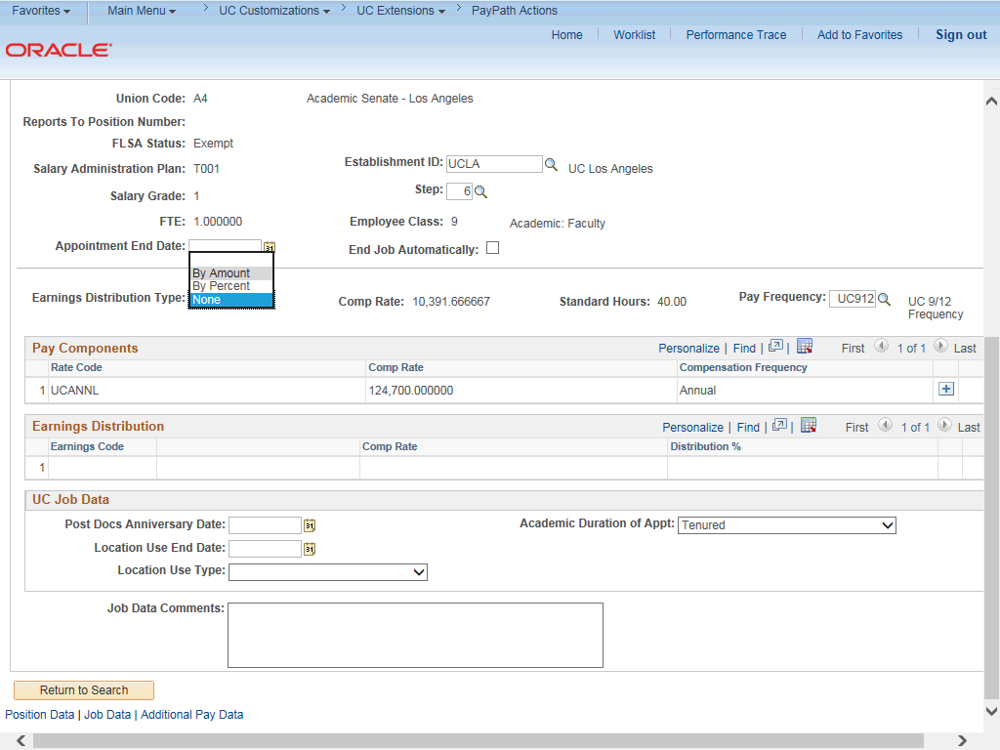 Favorites Main Menu > UC Customizations > UC Extensions > PayPath Actions
Home Worklist Performance Trace Add to Favorites Sign out
ORACLE
Union Code: A4 Academic Senate - Los Angeles
Reports To Position Number:
FLSA Status: Exempt
Salary Administration Plan: T001 Establishment ID: UCLA UC Los Angeles
Salary Grade: 1 Step: 6
FTE: 1.000000 Employee Class: 9 Academic: Faculty
Appointment End Date: 31 End Job Automatically:
By Amount
By Percent
Earnings Distribution Type: None Comp Rate: 10,391.666667 Standard Hours: 40.00 Pay Frequency: UC912 UC 9/12
Frequency
Pay Components Personalize | Find | | First 1 of 1 Last
Rate Code Comp Rate Compensation Frequency
1 UCANNL 124,700.000000 Annual +
Earnings Distribution Personalize | Find | | First 1 of 1 Last
Earnings Code Comp Rate Distribution %
1
UC Job Data
Post Docs Anniversary Date: 31 Academic Duration of Appt: Tenured
Location Use End Date: 31
Location Use Type:
Job Data Comments:
Return to Search
Position Data | Job Data | Additional Pay Data